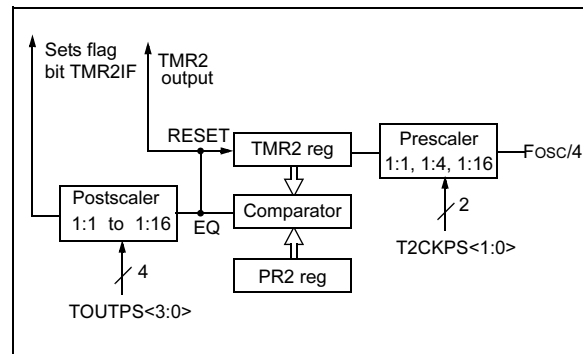 Sets flag
bit TMR2IF
TMR2
output
RESET
TMR2 reg
Prescaler
1:1, 1:4, 1:16
FOSC/4
Postscaler
1:1 to 1:16
EQ
Comparator
2
T2CKPS<1:0>
4
PR2 reg
TOUTPS<3:0>